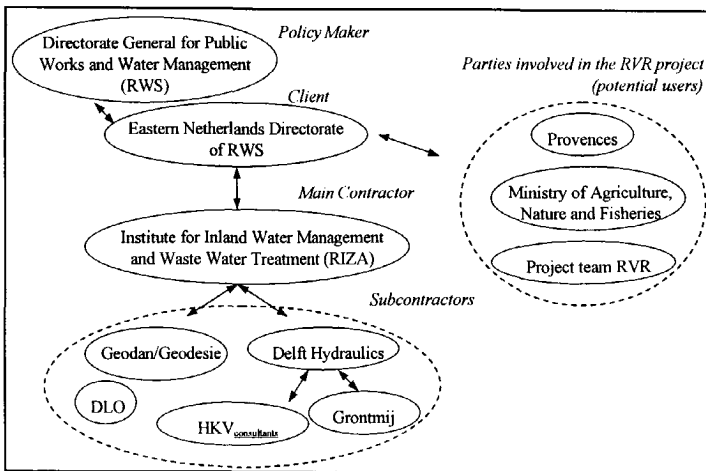 Policy Maker
Directorate General for Public
Works and Water Management
(RWS)
Client
Eastern Netherlands Directorate
of RWS
Main Contractor
Institute for Inland Water Management
and Waste Water Treatment (RIZA)
Subcontractors
Geodan/Geodesie
Delft Hydraulics
DLO
HKVconsultants
Grontmij
Parties involved in the RVR project
(potential users)
Provences
Ministry of Agriculture,
Nature and Fisheries
Project team RVR